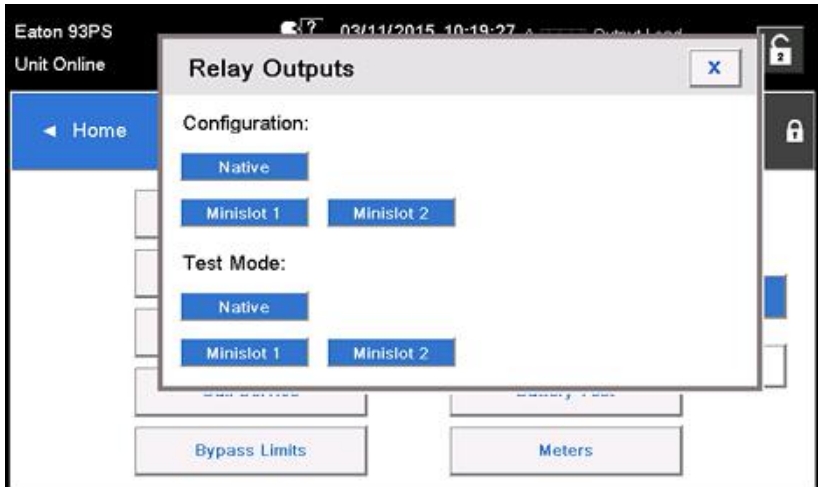 Eaton 93PS
? 03/11/2015 10:19:27
Unit Online
2
Relay Outputs
X
◄ Home
Configuration:
Native
Minislot 1 Minislot 2
Test Mode:
Native
Minislot 1 Minislot 2
Bypass Limits Meters